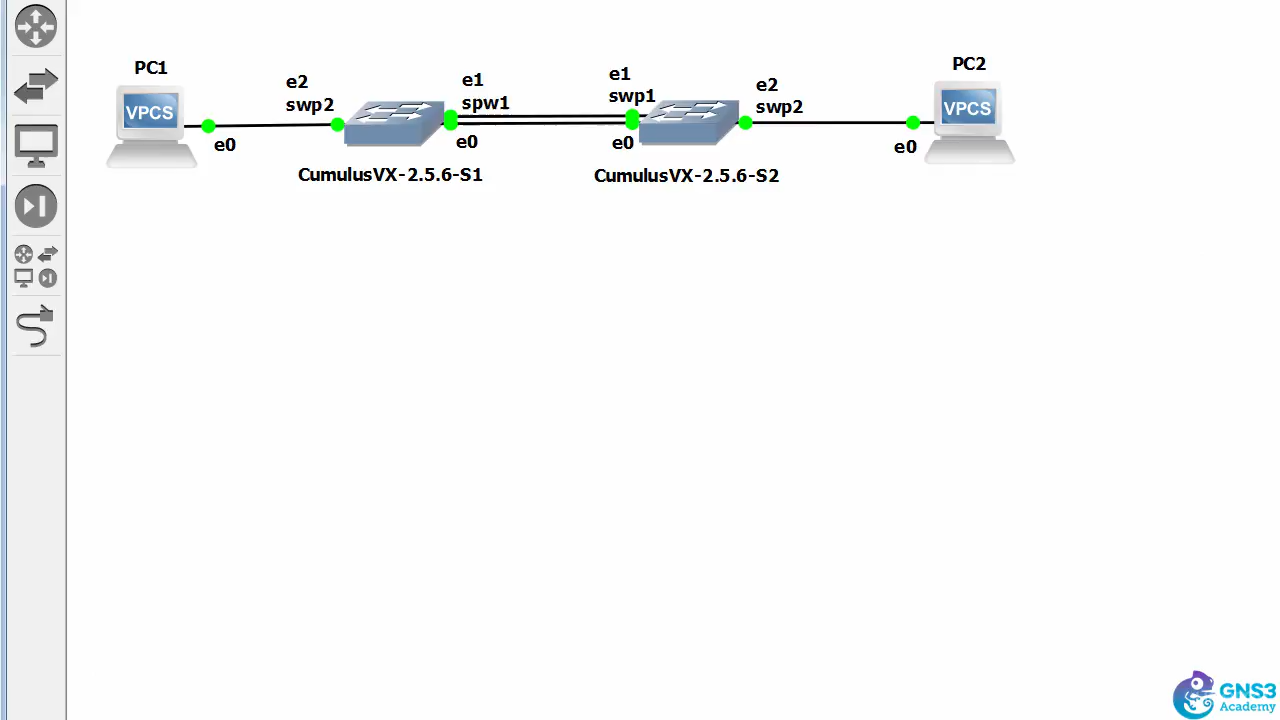 PC1
VPCS
e0
e2
swp2
CumulusVX-2.5.6-S1
e1
spw1
e0
e1
swp1
e0
CumulusVX-2.5.6-S2
e2
swp2
PC2
VPCS
e0
GNS3
Academy